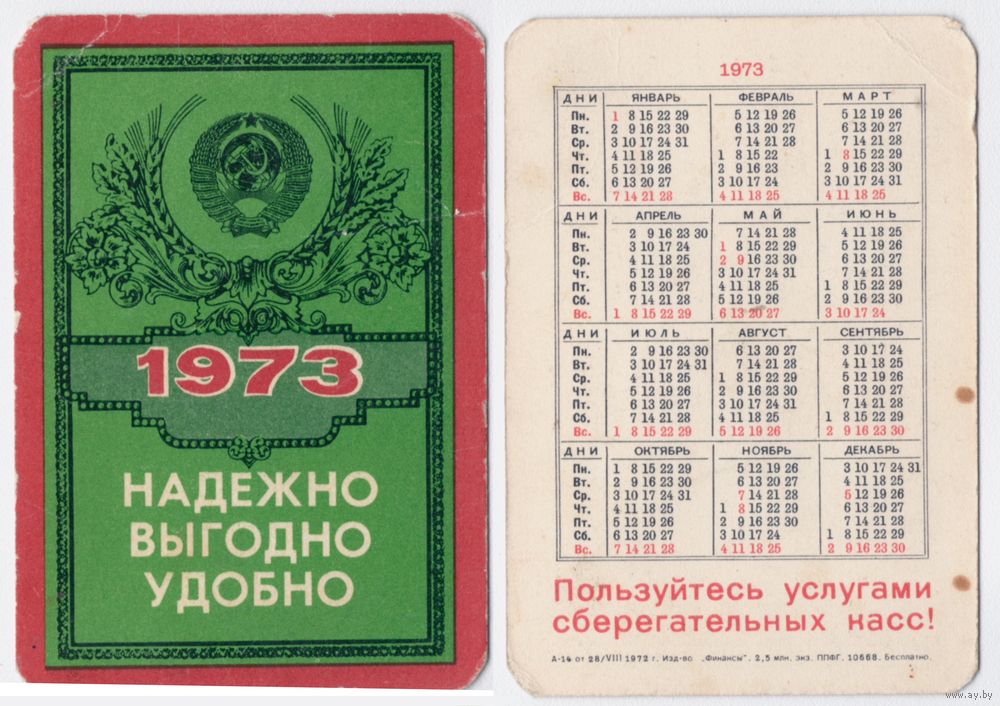 1973
НАДЕЖНО
ВЫГОДНО
УДОБНО
1973
ДНИ ЯНВАРЬ ФЕВРАЛЬ МАРТ
Пн. 1 8 15 22 29 5 12 19 26 5 12 19 26
Вт. 2 9 16 23 30 6 13 20 27 6 13 20 27
Ср. 3 10 17 24 31 7 14 21 28 7 14 21 28
Чт. 4 11 18 25 1 8 15 22 1 8 15 22 29
Пт. 5 12 19 26 2 9 16 23 2 9 16 23 30
Сб. 6 13 20 27 3 10 17 24 3 10 17 24 31
Вс. 7 14 21 28 4 11 18 25 4 11 18 25
ДНИ АПРЕЛЬ МАЙ ИЮНЬ
Пн. 2 9 16 23 30 7 14 21 28 4 11 18 25
Вт. 3 10 17 24 1 8 15 22 29 5 12 19 26
Ср. 4 11 18 25 2 9 16 23 30 6 13 20 27
Чт. 5 12 19 26 3 10 17 24 31 7 14 21 28
Пт. 6 13 20 27 4 11 18 25 1 8 15 22 29
Сб. 7 14 21 28 5 12 19 26 2 9 16 23 30
Вс. 1 8 15 22 29 6 13 20 27 3 10 17 24
ДНИ ИЮЛЬ АВГУСТ СЕНТЯБРЬ
Пн. 2 9 16 23 30 6 13 20 27 3 10 17 24
Вт. 3 10 17 24 31 7 14 21 28 4 11 18 25
Ср. 4 11 18 25 1 8 15 22 29 5 12 19 26
Чт. 5 12 19 26 2 9 16 23 30 6 13 20 27
Пт. 6 13 20 27 3 10 17 24 31 7 14 21 28
Сб. 7 14 21 28 4 11 18 25 1 8 15 22 29
Вс. 1 8 15 22 29 5 12 19 26 2 9 16 23 30
ДНИ ОКТЯБРЬ НОЯБРЬ ДЕКАБРЬ
Пн. 1 8 15 22 29 5 12 19 26 3 10 17 24 31
Вт. 2 9 16 23 30 6 13 20 27 4 11 18 25
Ср. 3 10 17 24 31 7 14 21 28 5 12 19 26
Чт. 4 11 18 25 1 8 15 22 29 6 13 20 27
Пт. 5 12 19 26 2 9 16 23 30 7 14 21 28
Сб. 6 13 20 27 3 10 17 24 1 8 15 22 29
Вс. 7 14 21 28 4 11 18 25 2 9 16 23 30
Пользуйтесь услугами
сберегательных касс!
А-14 от 28/VIII 1972 г. Изд-во „Финансы". 2,5 млн. экз. ППФГ. 10668. Бесплатно.
www.ay.by